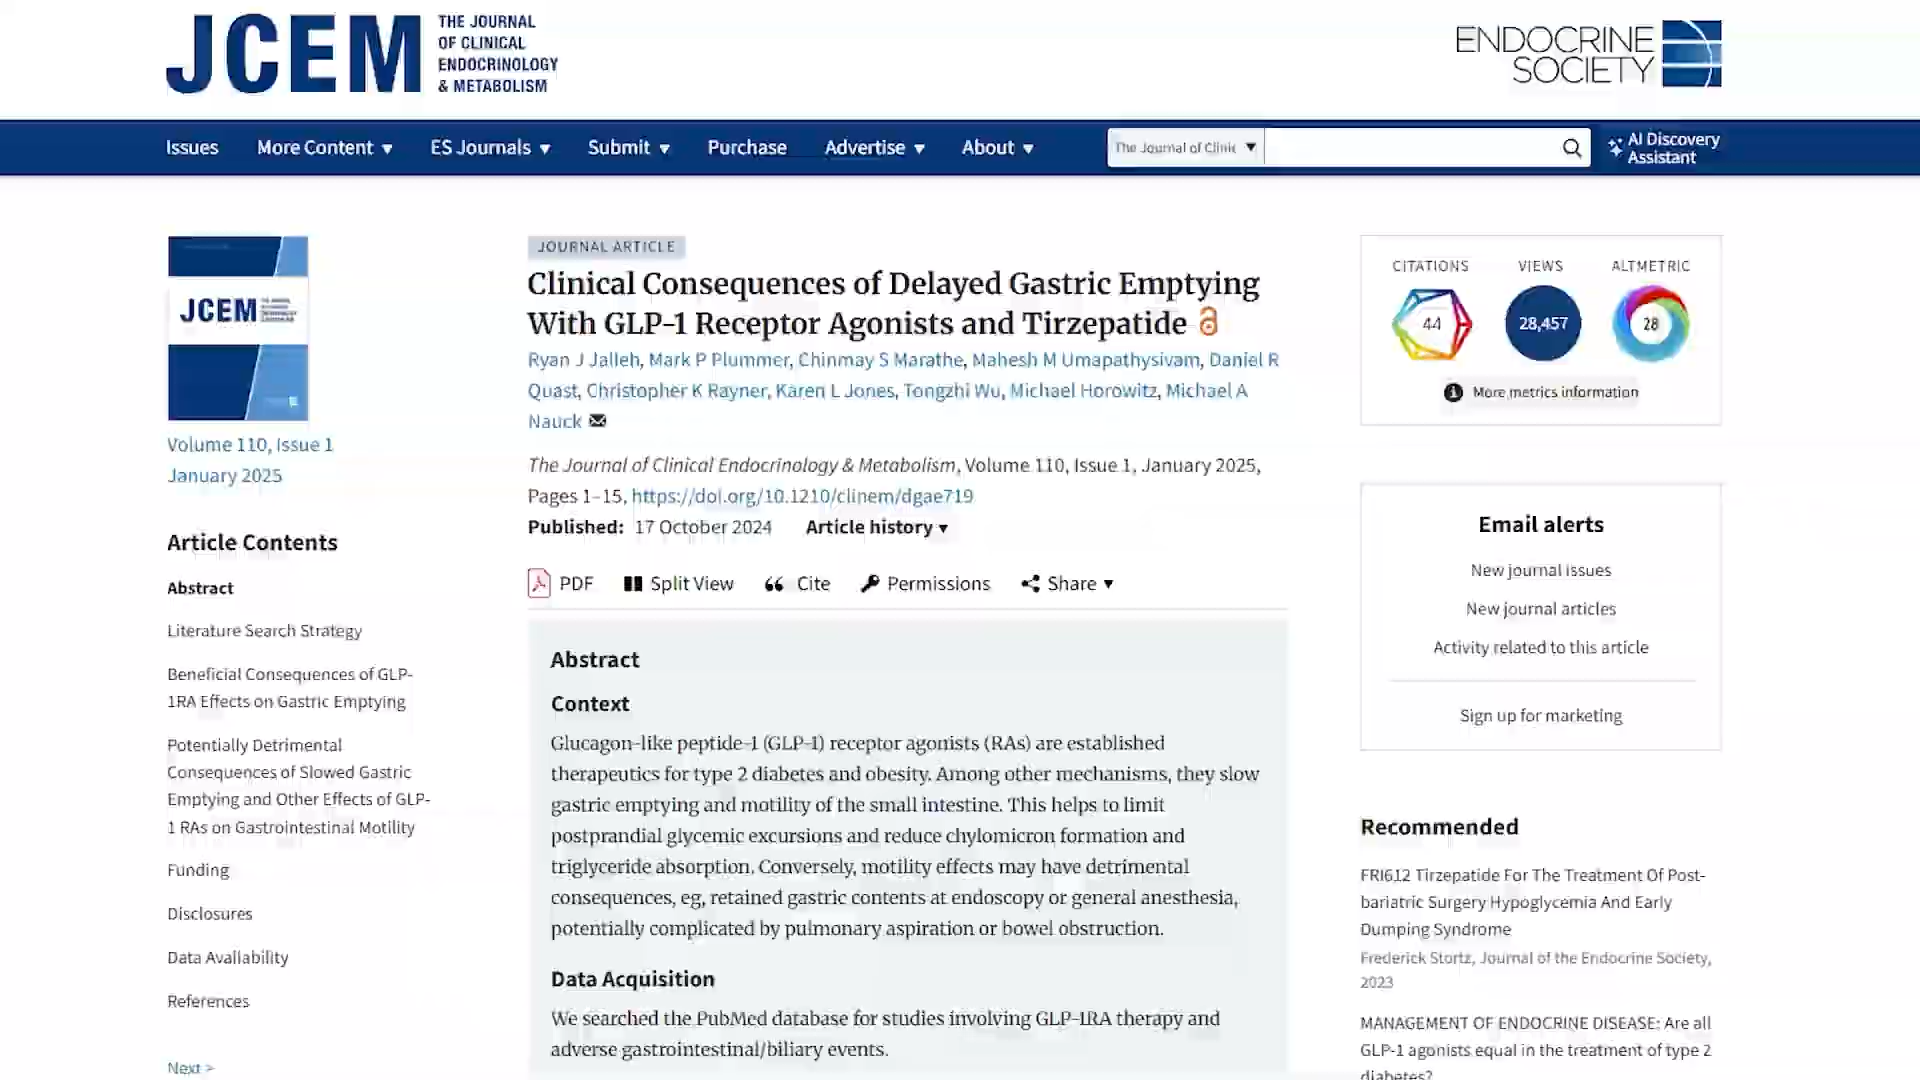 JCEM
THE JOURNAL
OF CLINICAL
ENDOCRINOLOGY
& METABOLISM
ENDOCRINE
SOCIETY
Issues
More Content ▼
ES Journals ▼
Submit ▼
Purchase
Advertise ▼
About ▼
The Journal of Clinic ▼
AI Discovery
Assistant
JCEM
Volume 110, Issue 1
January 2025
Article Contents
Abstract
Literature Search Strategy
Beneficial Consequences of GLP-
1RA Effects on Gastric Emptying
Potentially Detrimental
Consequences of Slowed Gastric
Emptying and Other Effects of GLP-
1 RAs on Gastrointestinal Motility
Funding
Disclosures
Data Availability
References
Next >
JOURNAL ARTICLE
Clinical Consequences of Delayed Gastric Emptying
With GLP-1 Receptor Agonists and Tirzepatide
Ryan J Jalleh, Mark P Plummer, Chinmay S Marathe, Mahesh M Umapathysivam, Daniel R
Quast, Christopher K Rayner, Karen L Jones, Tongzhi Wu, Michael Horowitz, Michael A
Nauck
The Journal of Clinical Endocrinology & Metabolism, Volume 110, Issue 1, January 2025,
Pages 1–15, https://doi.org/10.1210/clinem/dgae719
Published: 17 October 2024 Article history ▼
PDF
Split View
Cite
Permissions
Share ▼
Abstract
Context
Glucagon-like peptide-1 (GLP-1) receptor agonists (RAs) are established
therapeutics for type 2 diabetes and obesity. Among other mechanisms, they slow
gastric emptying and motility of the small intestine. This helps to limit
postprandial glycemic excursions and reduce chylomicron formation and
triglyceride absorption. Conversely, motility effects may have detrimental
consequences, eg, retained gastric contents at endoscopy or general anesthesia,
potentially complicated by pulmonary aspiration or bowel obstruction.
Data Acquisition
We searched the PubMed database for studies involving GLP-1RA therapy and
adverse gastrointestinal/biliary events.
CITATIONS VIEWS ALTMETRIC
44 28,457 28
More metrics information
Email alerts
New journal issues
New journal articles
Activity related to this article
Sign up for marketing
Recommended
FRI612 Tirzepatide For The Treatment Of Post-
bariatric Surgery Hypoglycemia And Early
Dumping Syndrome
Frederick Stortz, Journal of the Endocrine Society,
2023
MANAGEMENT OF ENDOCRINE DISEASE: Are all
GLP-1 agonists equal in the treatment of type 2
diabetes?